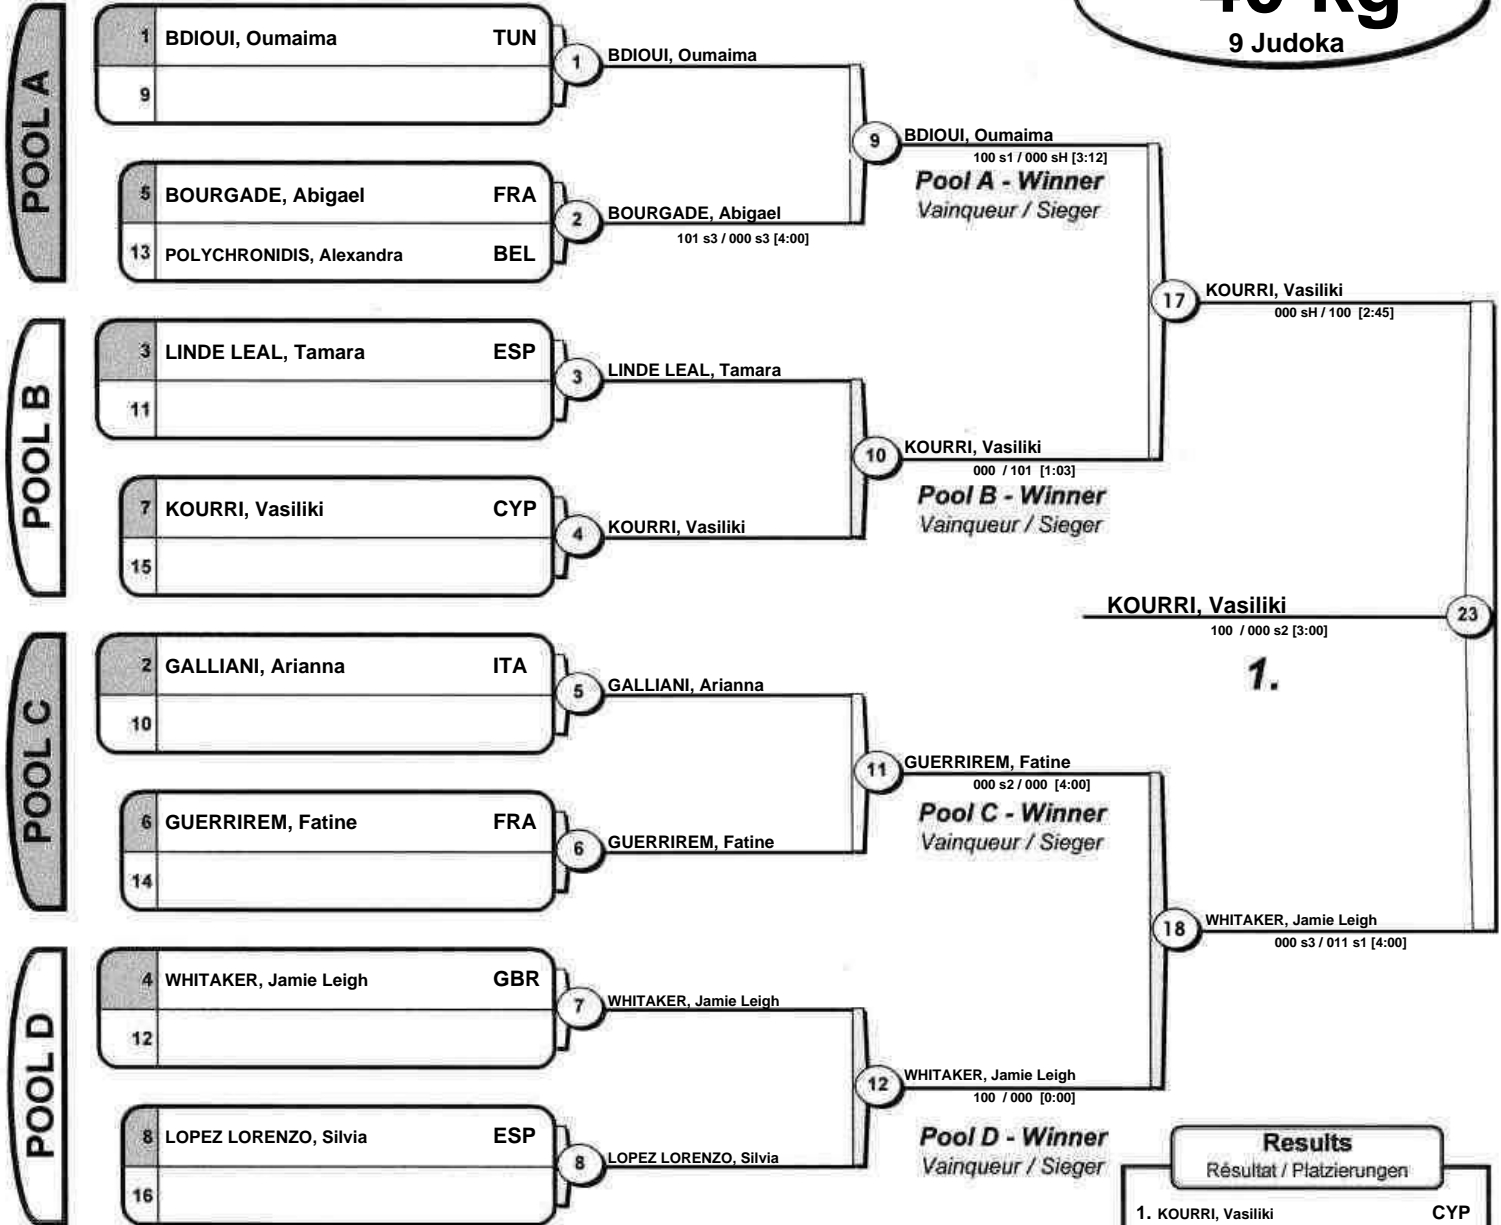 40 kg
9 Judoka
POOL A
1 BDIOUI, Oumaima TUN
9
1 BDIOUI, Oumaima
5 BOURGADE, Abigael FRA
13 POLYCHRONIDIS, Alexandra BEL
2 BOURGADE, Abigael
101 s3 / 000 s3 [4:00]
9 BDIOUI, Oumaima
100 s1 / 000 sH [3:12]
Pool A - Winner
Vainqueur / Sieger
POOL B
3 LINDE LEAL, Tamara ESP
11
3 LINDE LEAL, Tamara
7 KOURRI, Vasiliki CYP
15
4 KOURRI, Vasiliki
10 KOURRI, Vasiliki
000 / 101 [1:03]
Pool B - Winner
Vainqueur / Sieger
17 KOURRI, Vasiliki
000 sH / 100 [2:45]
KOURRI, Vasiliki 23
100 / 000 s2 [3:00]
1.
POOL C
2 GALLIANI, Arianna ITA
10
5 GALLIANI, Arianna
6 GUERRIREM, Fatine FRA
14
6 GUERRIREM, Fatine
11 GUERRIREM, Fatine
000 s2 / 000 [4:00]
Pool C - Winner
Vainqueur / Sieger
18 WHITAKER, Jamie Leigh
000 s3 / 011 s1 [4:00]
POOL D
4 WHITAKER, Jamie Leigh GBR
12
7 WHITAKER, Jamie Leigh
8 LOPEZ LORENZO, Silvia ESP
16
8 LOPEZ LORENZO, Silvia
12 WHITAKER, Jamie Leigh
100 / 000 [0:00]
Pool D - Winner
Vainqueur / Sieger
Results
Résultat / Platzierungen
1. KOURRI, Vasiliki CYP